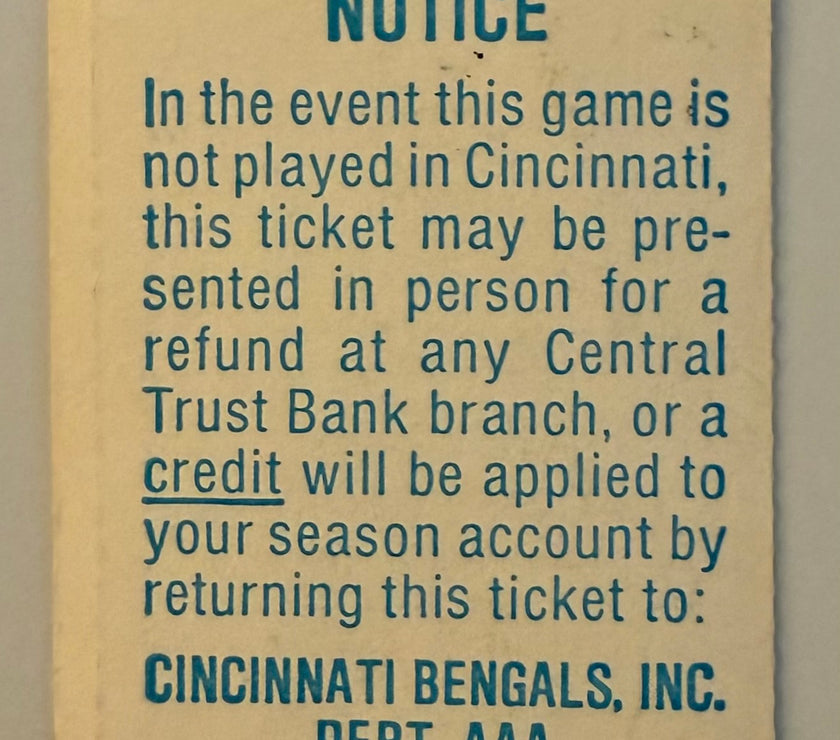 NOTICE
In the event this game is
not played in Cincinnati,
this ticket may be pre-
sented in person for a
refund at any Central
Trust Bank branch, or a
credit will be applied to
your season account by
returning this ticket to:
CINCINNATI BENGALS, INC.
DEPT. AAA